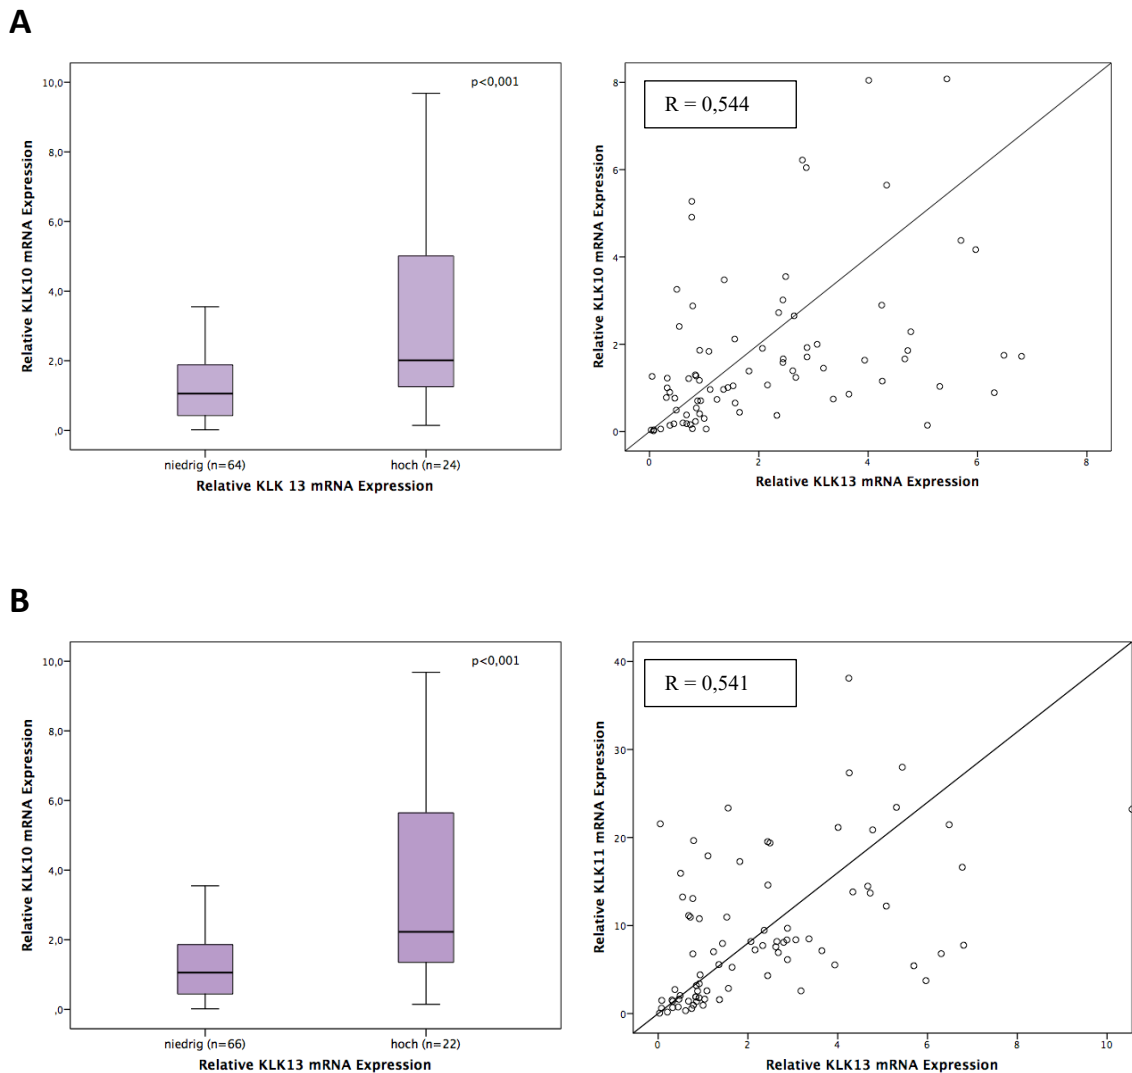 A
Relative KLK10 mRNA Expression
10,0
8,0
6,0
4,0
2,0
,0
p<0,001
niedrig (n=64)
hoch (n=24)
Relative KLK 13 mRNA Expression
Relative KLK10 mRNA Expression
8
6
4
2
0
R = 0,544
0
2
4
6
8
Relative KLK13 mRNA Expression
B
Relative KLK10 mRNA Expression
10,0
8,0
6,0
4,0
2,0
,0
p<0,001
niedrig (n=66)
hoch (n=22)
Relative KLK13 mRNA Expression
Relative KLK11 mRNA Expression
40
30
20
10
0
R = 0,541
0
2
4
6
8
10
Relative KLK13 mRNA Expression